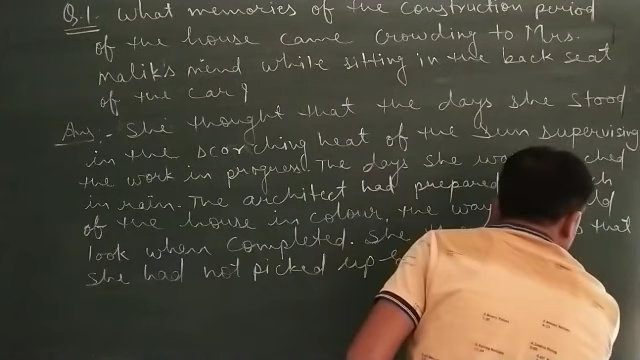 Q.1. What memories of the construction period
of the house came crowding to Mrs.
Malik's mind while sitting in the back seat
of the car?
Ans:- She thought that the days she stood
in the scorching heat of the sun supervising
the work in progress. The days she
in rain. The architect had prepared
of the house in colour, the way
look when completed. She that
she had not picked up